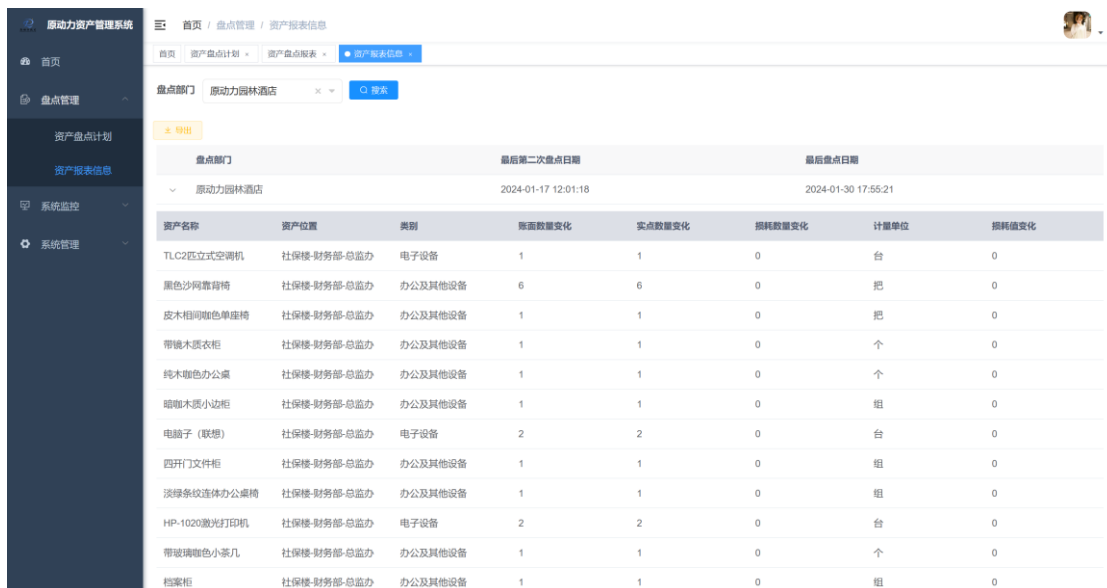 原动力资产管理系统
首页 / 盘点管理 / 资产报表信息
首页 资产盘点计划 × 资产盘点报表 × 资产报表信息 ×
首页
盘点管理
资产盘点计划
资产报表信息
系统监控
系统管理
盘点部门 原动力园林酒店 搜索
导出
盘点部门 最后第二次盘点日期 最后盘点日期
原动力园林酒店 2024-01-17 12:01:18 2024-01-30 17:55:21
资产名称 资产位置 类别 账面数量变化 实点数量变化 损耗数量变化 计量单位 损耗值变化
TLC2匹立式空调机 社保楼-财务部-总监办 电子设备 1 1 0 台 0
黑色沙网靠背椅 社保楼-财务部-总监办 办公及其他设备 6 6 0 把 0
皮木相间咖色单座椅 社保楼-财务部-总监办 办公及其他设备 1 1 0 把 0
带镜木质衣柜 社保楼-财务部-总监办 办公及其他设备 1 1 0 个 0
纯木咖色办公桌 社保楼-财务部-总监办 办公及其他设备 1 1 0 个 0
暗咖木质小边柜 社保楼-财务部-总监办 办公及其他设备 1 1 0 组 0
电脑子（联想） 社保楼-财务部-总监办 电子设备 2 2 0 台 0
四开门文件柜 社保楼-财务部-总监办 办公及其他设备 1 1 0 组 0
淡绿条纹连体办公桌椅 社保楼-财务部-总监办 办公及其他设备 1 1 0 组 0
HP-1020激光打印机 社保楼-财务部-总监办 电子设备 2 2 0 台 0
带玻璃咖色小茶几 社保楼-财务部-总监办 办公及其他设备 1 1 0 个 0
档案柜 社保楼-财务部-总监办 办公及其他设备 1 1 0 组 0